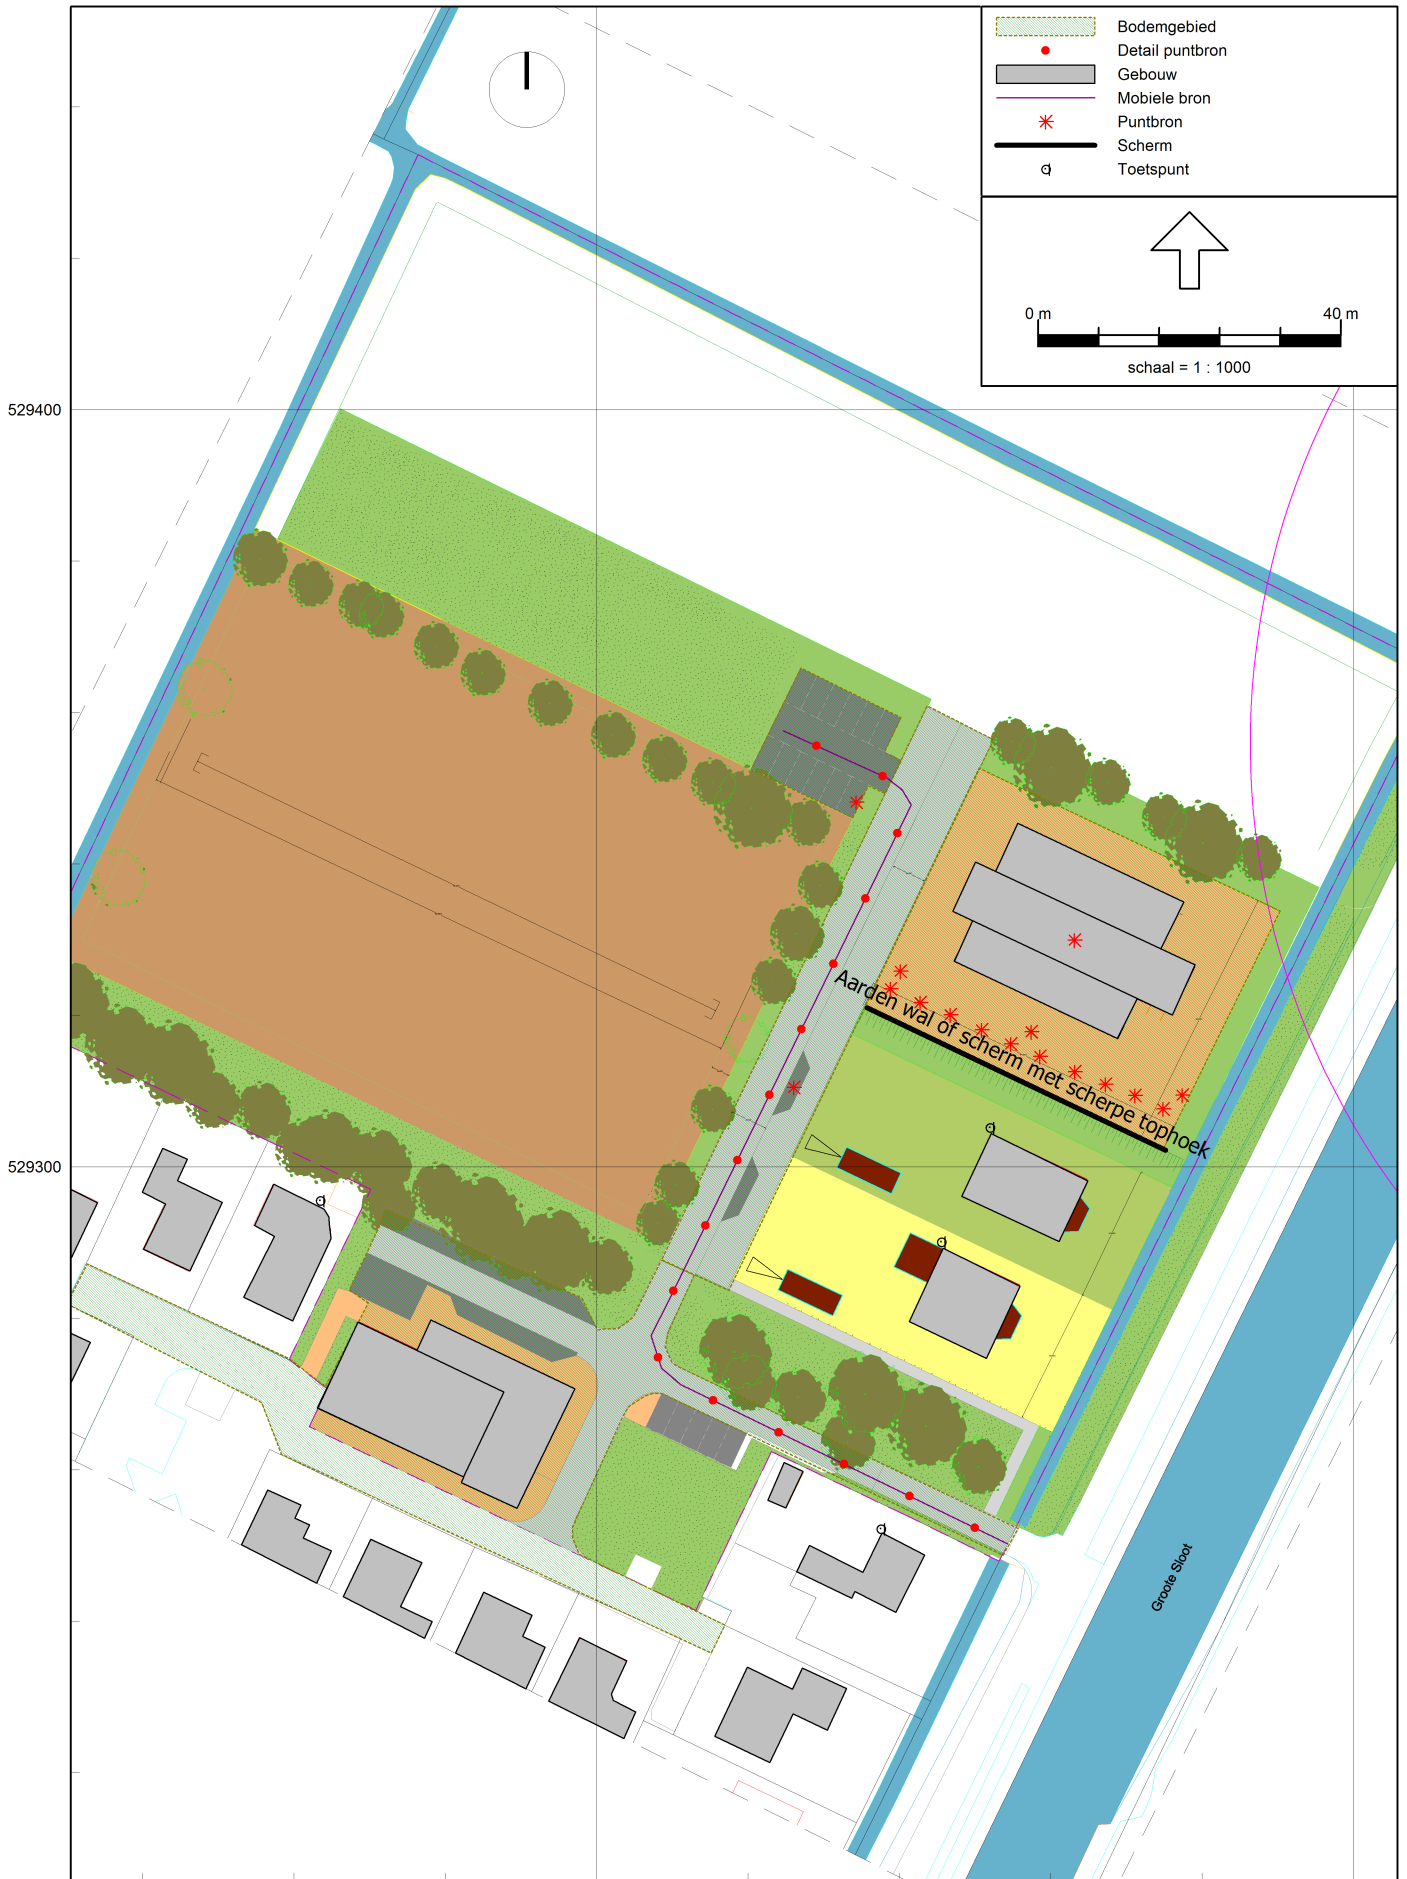 Bodemgebied
Detail puntbron
Gebouw
Mobiele bron
Puntbron
Scherm
Toetspunt
0 m 40 m
schaal = 1 : 1000
529400
Aarden wal of scherm met scherpe tophoek
529300
Groote Sloot